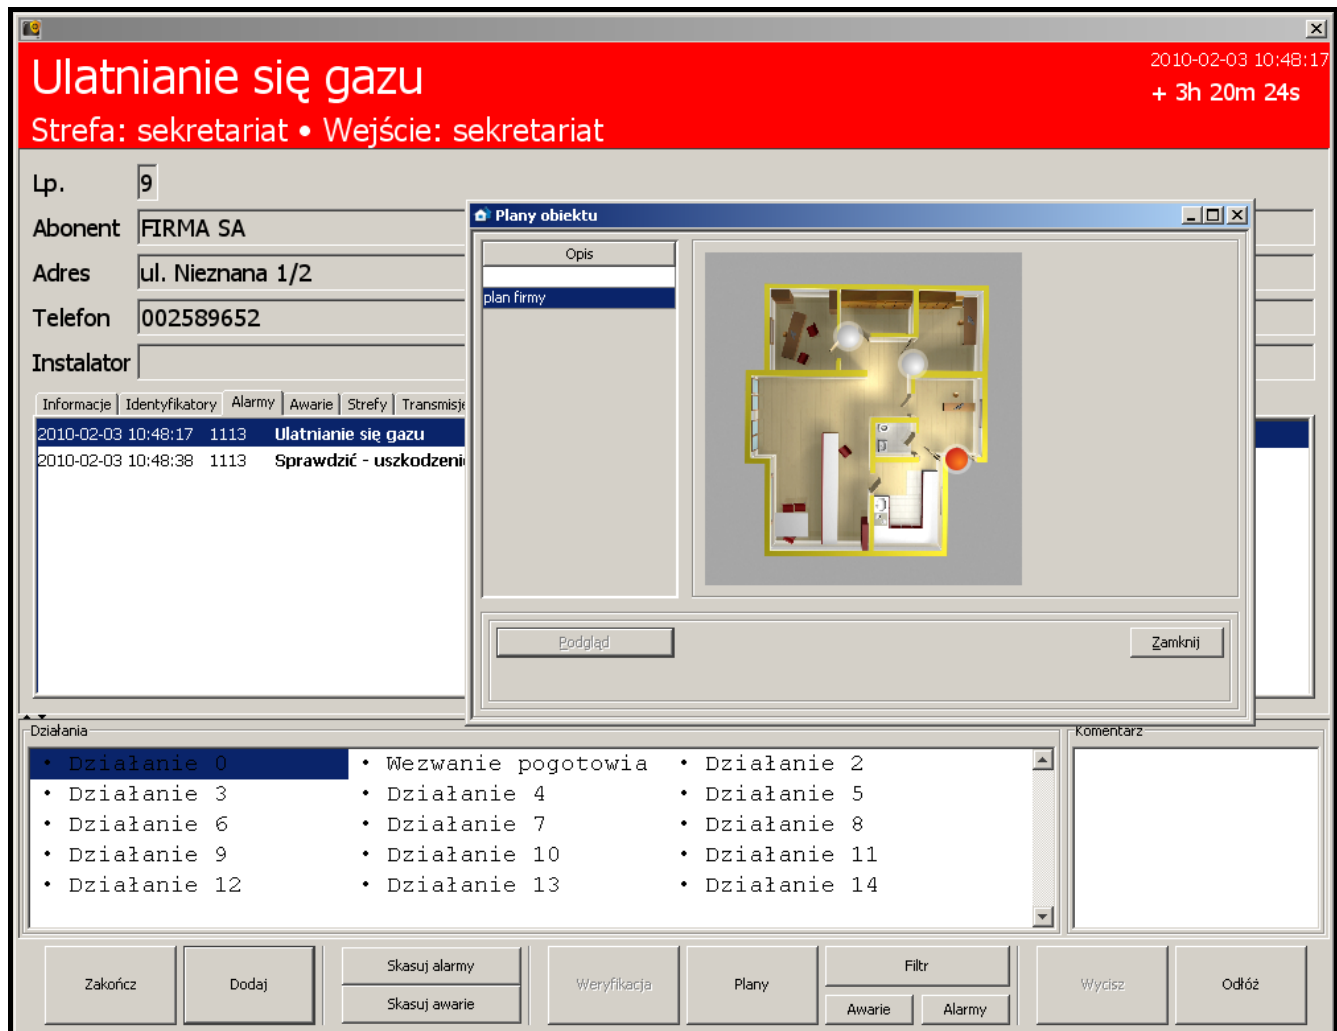 Ulatnianie się gazu
2010-02-03 10:48:17
+ 3h 20m 24s
Strefa: sekretariat • Wejście: sekretariat
Lp. 9
Abonent FIRMA SA
Adres ul. Nieznana 1/2
Telefon 002589652
Instalator
Informacje Identyfikatory Alarmy Awarie Strefy Transmisje
2010-02-03 10:48:17 1113 Ulatnianie się gazu
2010-02-03 10:48:38 1113 Sprawdzić - uszkodzeni
Plany obiektu
Opis
plan firmy
Podgląd
Zamknij
Działania
• Działanie 0 • Wezwanie pogotowia • Działanie 2
• Działanie 3 • Działanie 4 • Działanie 5
• Działanie 6 • Działanie 7 • Działanie 8
• Działanie 9 • Działanie 10 • Działanie 11
• Działanie 12 • Działanie 13 • Działanie 14
Komentarz
Zakończ
Dodaj
Skasuj alarmy
Skasuj awarie
Weryfikacja
Plany
Filtr
Awarie
Alarmy
Wycisz
Odłóż